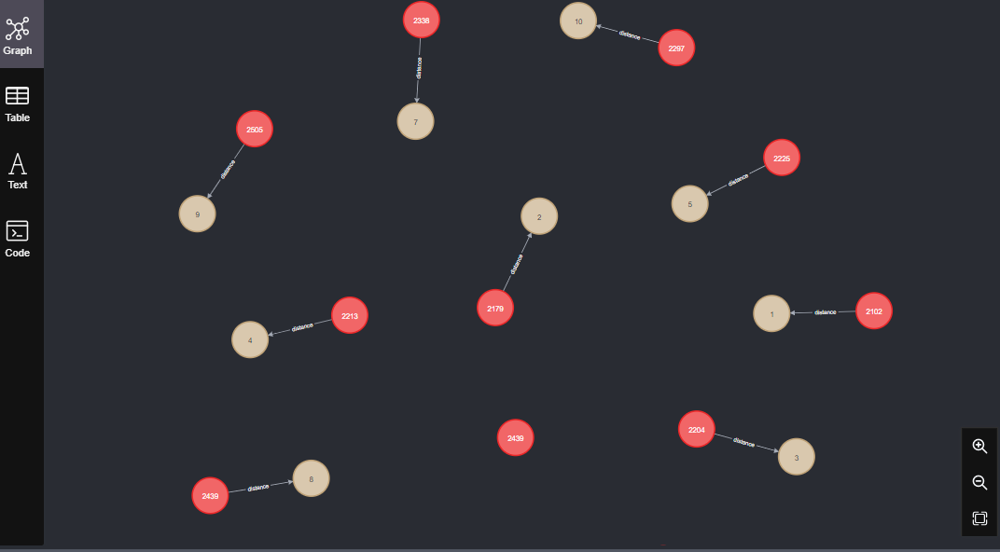 Graph
Table
Text
Code
2338
distance
7
10
distance
2297
2505
distance
9
2225
distance
5
2
distance
2179
2213
distance
4
1
distance
2102
2439
2204
distance
3
2439
distance
8